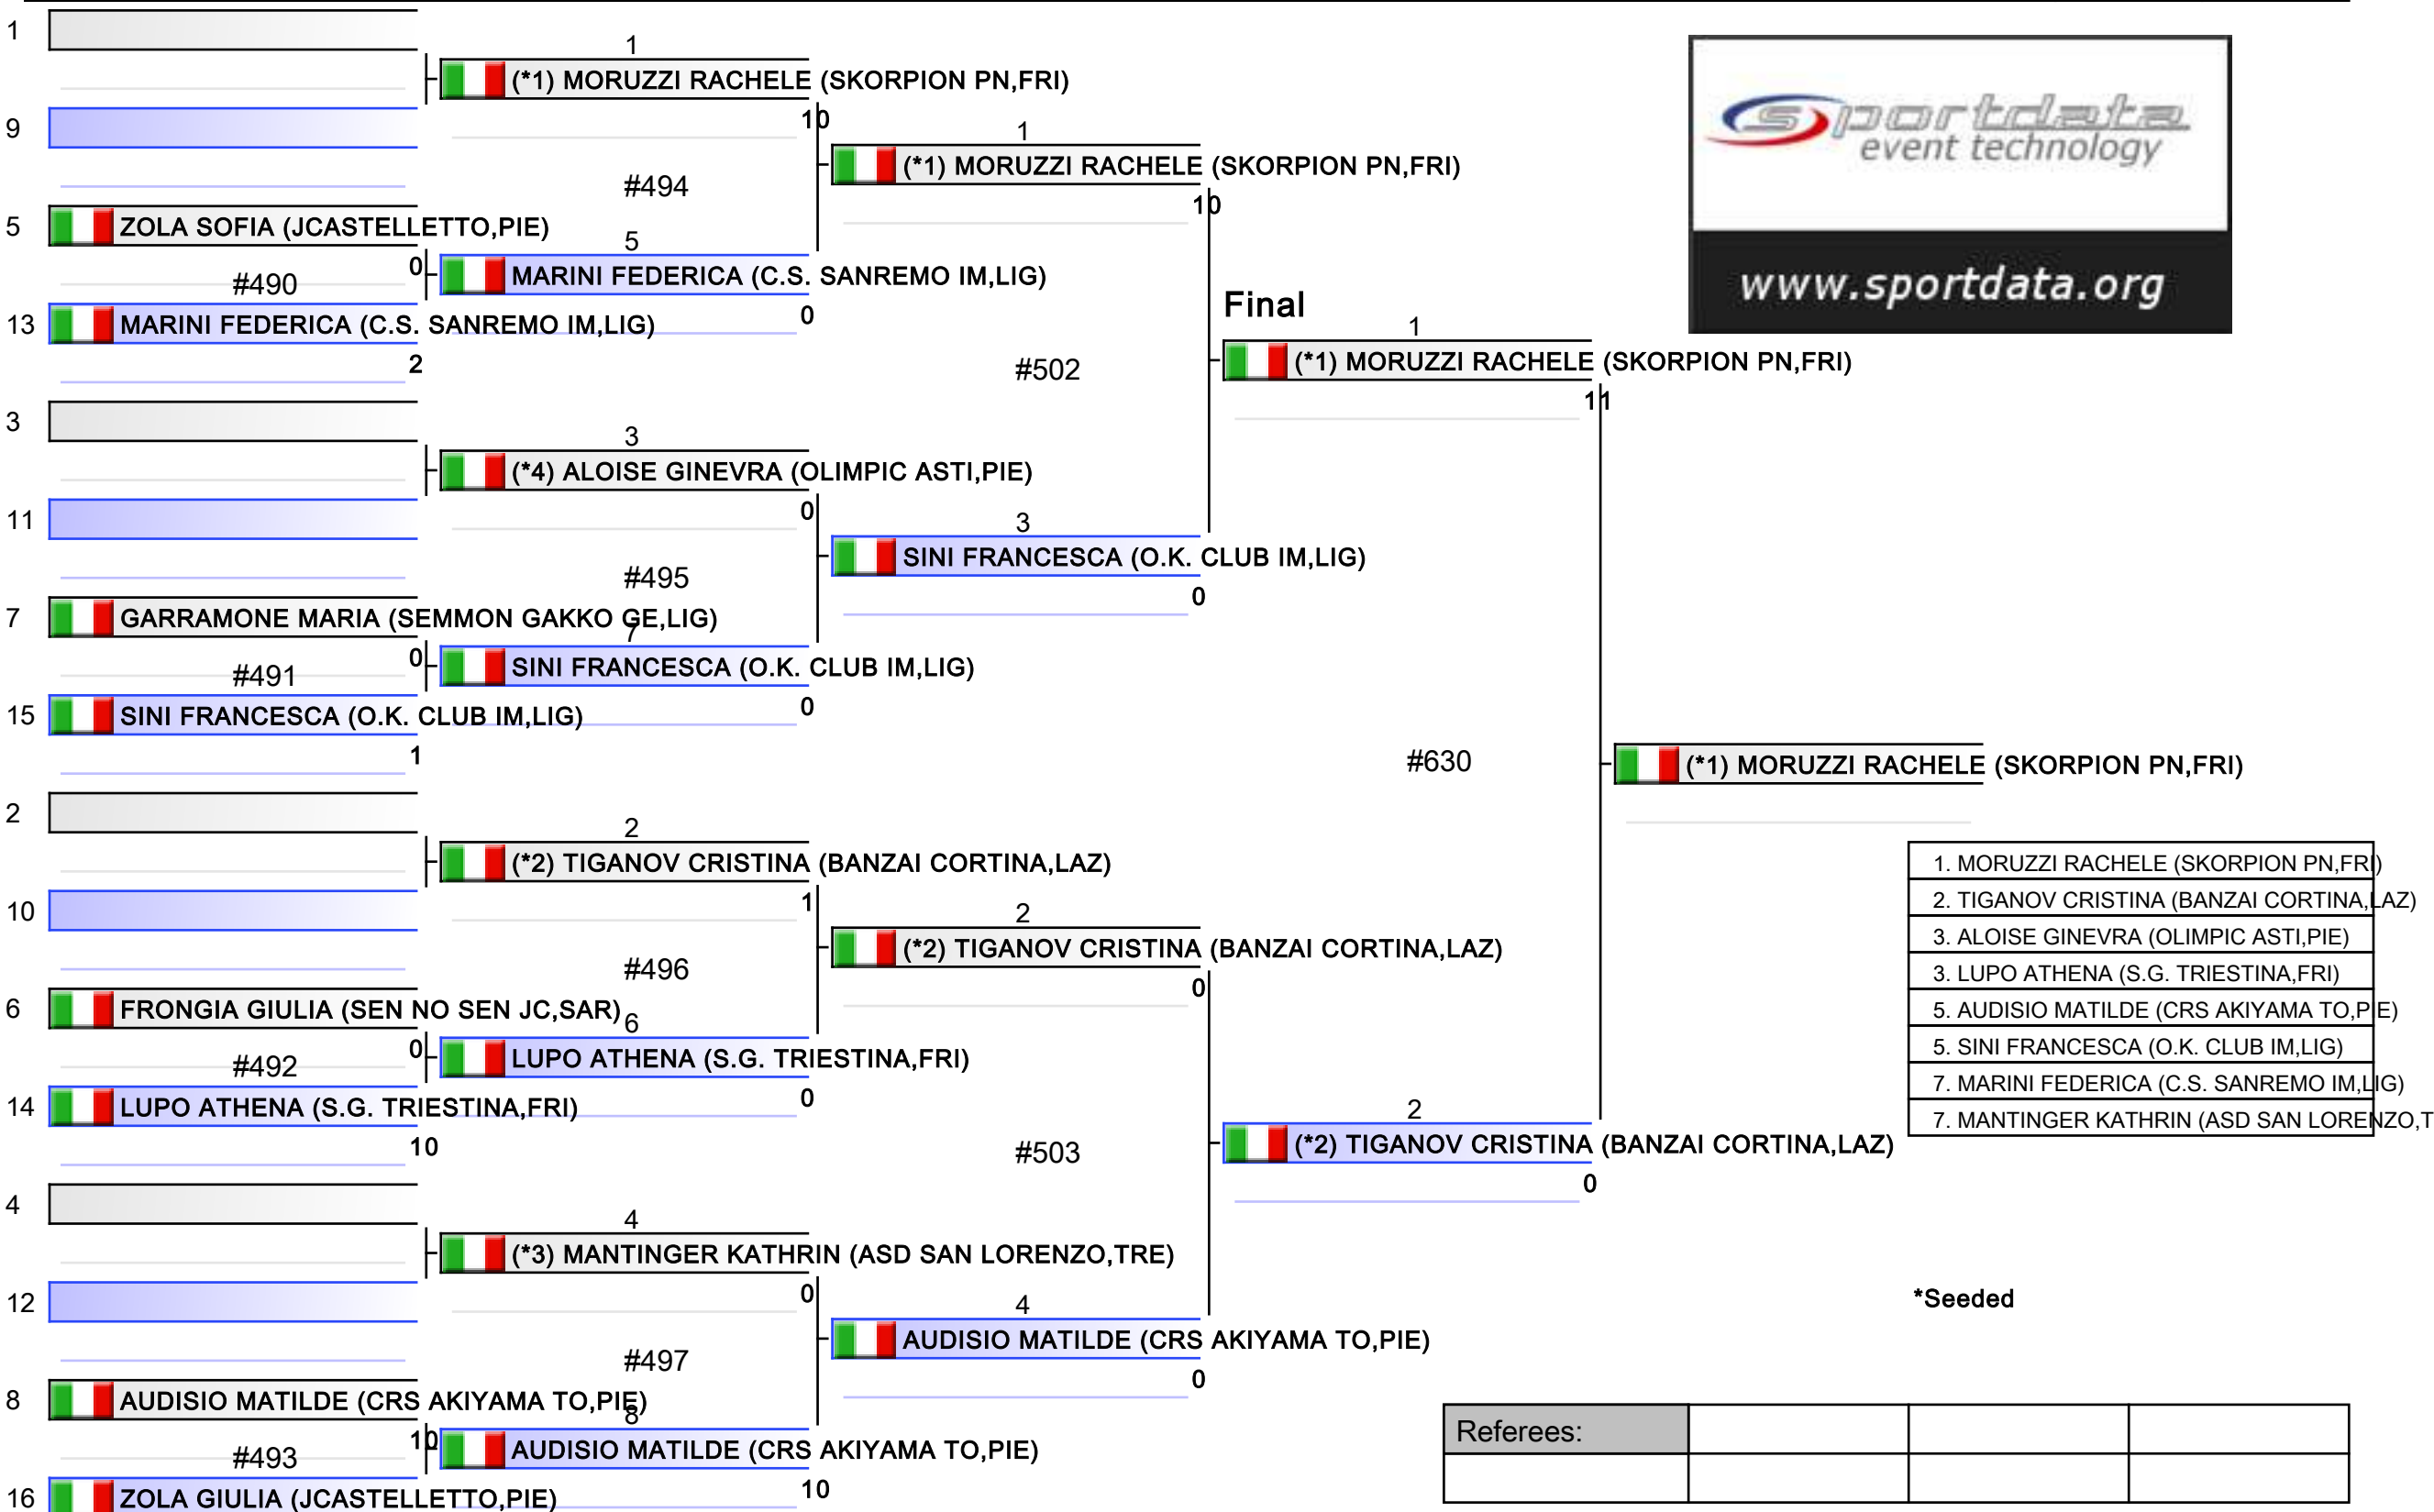 1
9
5 ZOLA SOFIA (JCASTELLETTO,PIE)
0
#490
13 MARINI FEDERICA (C.S. SANREMO IM,LIG)
2
3
11
7 GARRAMONE MARIA (SEMMON GAKKO GE,LIG)
0
#491
15 SINI FRANCESCA (O.K. CLUB IM,LIG)
1
2
10
6 FRONGIA GIULIA (SEN NO SEN JC,SAR)
0
#492
14 LUPO ATHENA (S.G. TRIESTINA,FRI)
10
4
12
8 AUDISIO MATILDE (CRS AKIYAMA TO,PIE)
10
#493
16 ZOLA GIULIA (JCASTELLETTO,PIE)
1
(*1) MORUZZI RACHELE (SKORPION PN,FRI)
10
#494
5
MARINI FEDERICA (C.S. SANREMO IM,LIG)
0
3
(*4) ALOISE GINEVRA (OLIMPIC ASTI,PIE)
0
#495
7
SINI FRANCESCA (O.K. CLUB IM,LIG)
0
2
(*2) TIGANOV CRISTINA (BANZAI CORTINA,LAZ)
1
#496
6
LUPO ATHENA (S.G. TRIESTINA,FRI)
0
4
(*3) MANTINGER KATHRIN (ASD SAN LORENZO,TRE)
0
#497
8
AUDISIO MATILDE (CRS AKIYAMA TO,PIE)
10
1
(*1) MORUZZI RACHELE (SKORPION PN,FRI)
10
#502
3
SINI FRANCESCA (O.K. CLUB IM,LIG)
0
2
(*2) TIGANOV CRISTINA (BANZAI CORTINA,LAZ)
0
#503
4
AUDISIO MATILDE (CRS AKIYAMA TO,PIE)
0
Final
1
(*1) MORUZZI RACHELE (SKORPION PN,FRI)
11
#630
2
(*2) TIGANOV CRISTINA (BANZAI CORTINA,LAZ)
0
(*1) MORUZZI RACHELE (SKORPION PN,FRI)
sportdata
event technology
www.sportdata.org
1. MORUZZI RACHELE (SKORPION PN,FRI)
2. TIGANOV CRISTINA (BANZAI CORTINA,LAZ)
3. ALOISE GINEVRA (OLIMPIC ASTI,PIE)
3. LUPO ATHENA (S.G. TRIESTINA,FRI)
5. AUDISIO MATILDE (CRS AKIYAMA TO,PIE)
5. SINI FRANCESCA (O.K. CLUB IM,LIG)
7. MARINI FEDERICA (C.S. SANREMO IM,LIG)
7. MANTINGER KATHRIN (ASD SAN LORENZO,T
*Seeded
Referees: